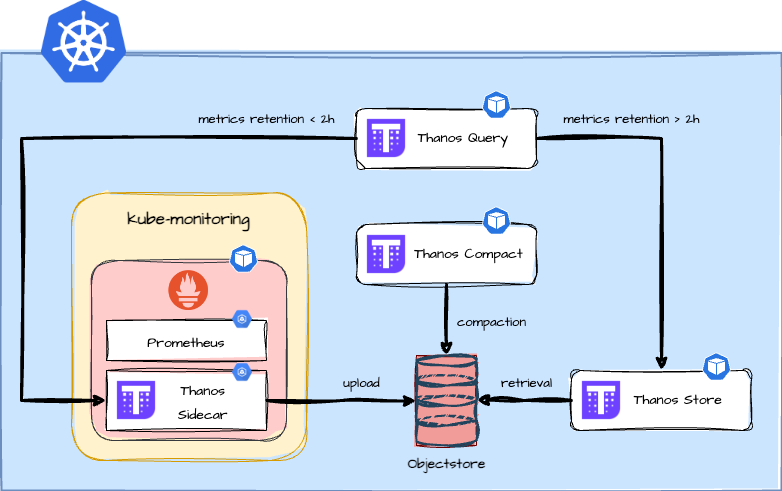 metrics retention < 2h
metrics retention > 2h
Thanos Query
kube-monitoring
Thanos Compact
compaction
Prometheus
Thanos
Sidecar
upload
retrieval
Thanos Store
Objectstore